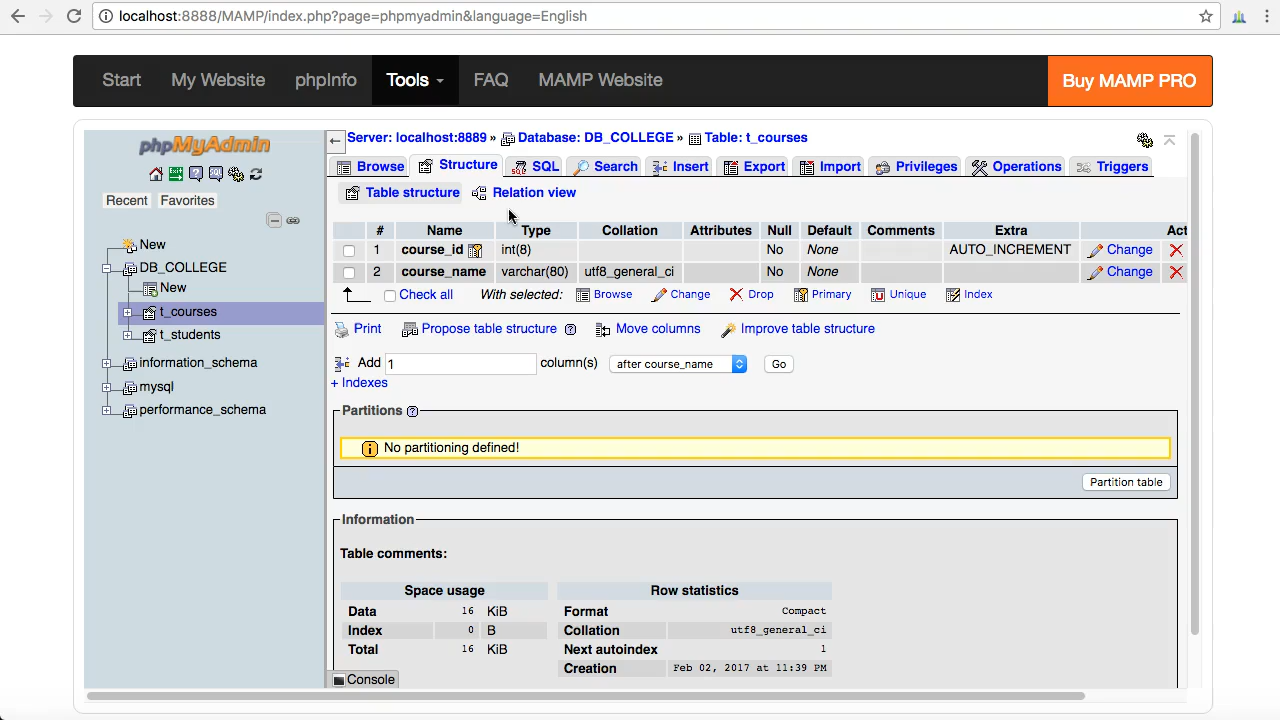 localhost:8888/MAMP/index.php?page=phpmyadmin&language=English
Start My Website phpInfo Tools FAQ MAMP Website Buy MAMP PRO
phpMyAdmin
Recent Favorites
New
DB_COLLEGE
New
t_courses
t_students
information_schema
mysql
performance_schema
Server: localhost:8889 » Database: DB_COLLEGE » Table: t_courses
Browse Structure SQL Search Insert Export Import Privileges Operations Triggers
Table structure Relation view
# Name Type Collation Attributes Null Default Comments Extra Act
1 course_id int(8) No None AUTO_INCREMENT Change
2 course_name varchar(80) utf8_general_ci No None Change
Check all With selected: Browse Change Drop Primary Unique Index
Print Propose table structure Move columns Improve table structure
Add 1 column(s) after course_name Go
+ Indexes
Partitions
No partitioning defined!
Partition table
Information
Table comments:
Space usage
Data 16 KiB
Index 0 B
Total 16 KiB
Row statistics
Format Compact
Collation utf8_general_ci
Next autoindex 1
Creation Feb 02, 2017 at 11:39 PM
Console